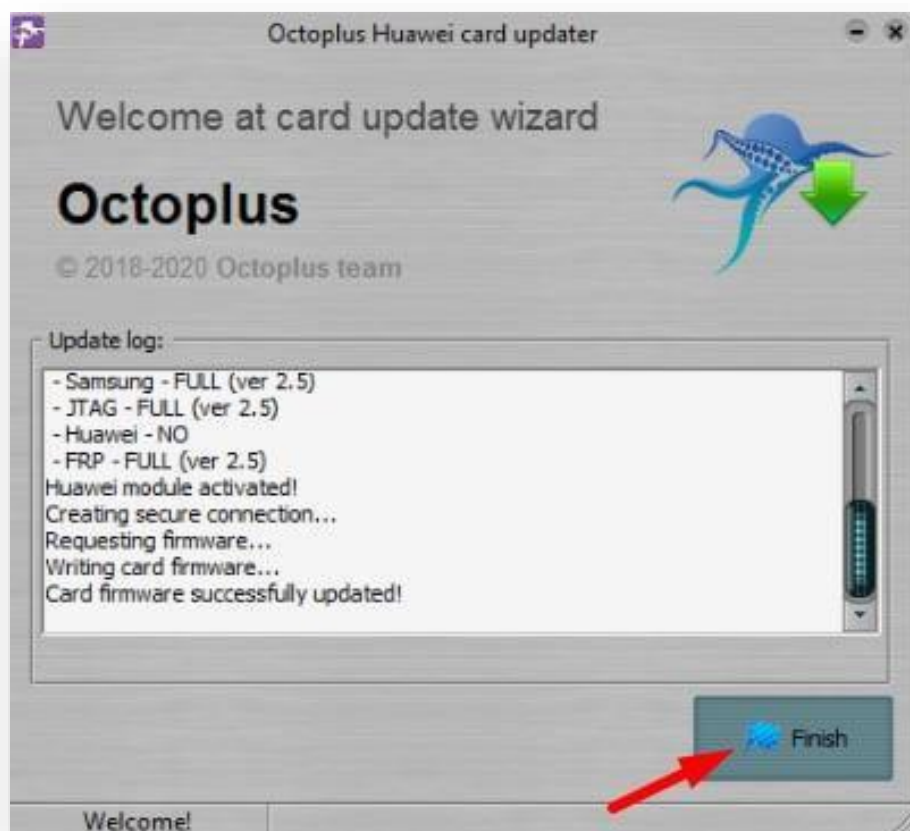 Octoplus Huawei card updater
Welcome at card update wizard
Octoplus
© 2018-2020 Octoplus team
Update log:
- Samsung - FULL (ver 2.5)
- JTAG - FULL (ver 2.5)
- Huawei - NO
- FRP - FULL (ver 2.5)
Huawei module activated!
Creating secure connection...
Requesting firmware...
Writing card firmware...
Card firmware successfully updated!
Finish
Welcome!